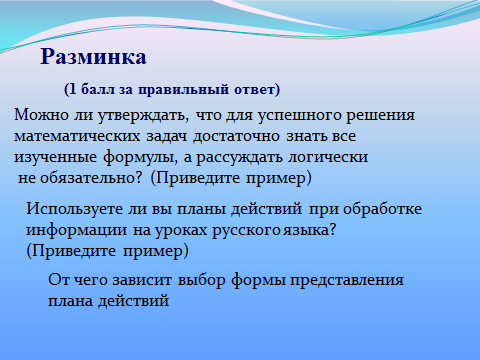 Разминка
(1 балл за правильный ответ)
Можно ли утверждать, что для успешного решения
математических задач достаточно знать все
изученные формулы, а рассуждать логически
не обязательно? (Приведите пример)
Используете ли вы планы действий при обработке
информации на уроках русского языка?
(Приведите пример)
От чего зависит выбор формы представления
плана действий